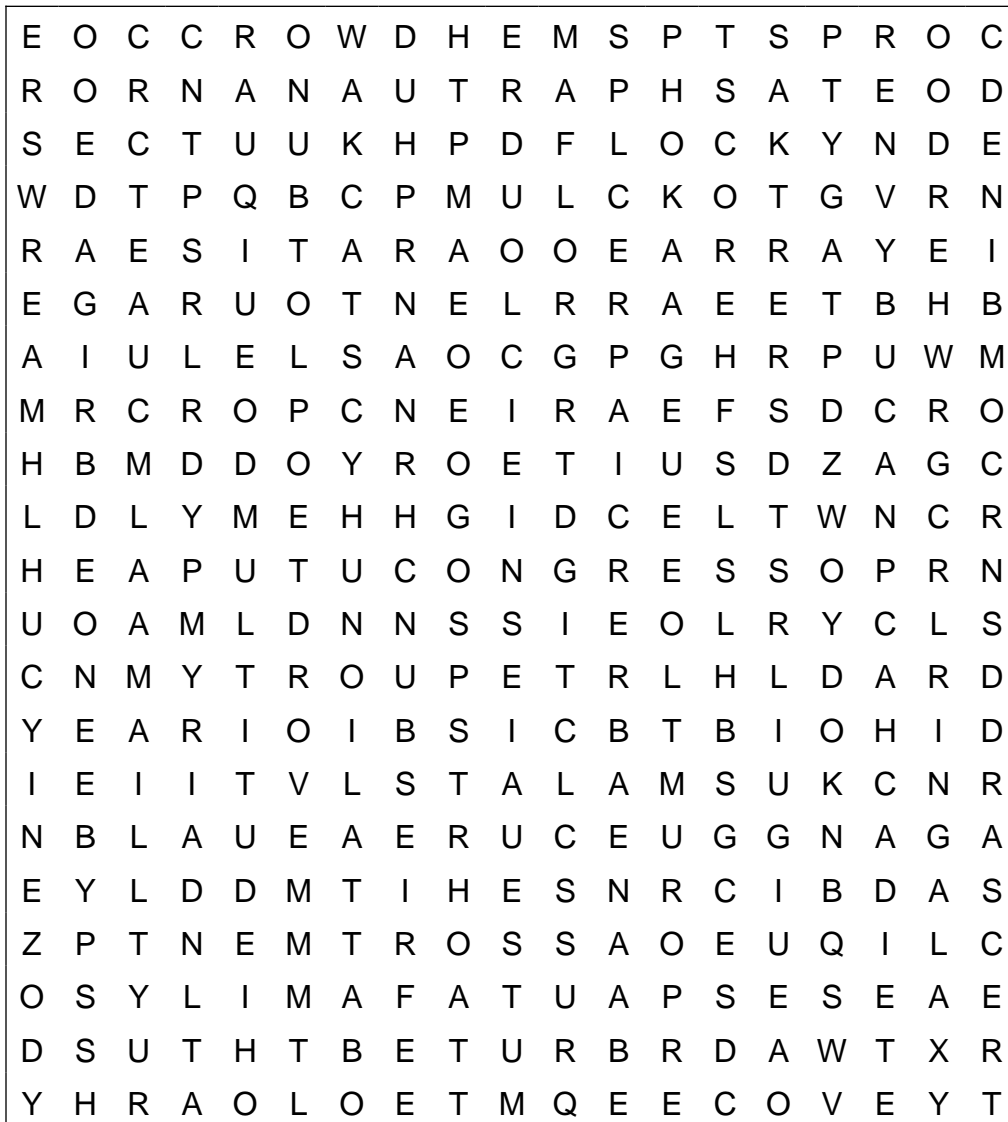 E O C C R O W D H E M S P T S P R O C
R O R N A N A U T R A P H S A T E O D
S E C T U U K H P D F L O C K Y N D E
W D T P Q B C P M U L C K O T G V R N
R A E S I T A R A O O E A R R A Y E I
E G A R U O T N E L R R A E E T B H B
A I U L E L S A O C G P G H R P U W M
M R C R O P C N E I R A E F S D C R O
H B M D D O Y R O E T I U S D Z A G C
L D L Y M E H H G I D C E L T W N C R
H E A P U T U C O N G R E S S O P R N
U O A M L D N N S S I E O L R Y C L S
C N M Y T R O U P E T R L H L D A R D
Y E A R I O I B S I C B T B I O H I D
I E I I T V L S T A L A M S U K C N R
N B L A U E A E R U C E U G G N A G A
E Y L D D M T I H E S N R C I B D A S
Z P T N E M T R O S S A O E U Q I L C
O S Y L I M A F A T U A P S E S E A E
D S U T H T B E T U R B R D A W T X R
Y H R A O L O E T M Q E E C O V E Y T